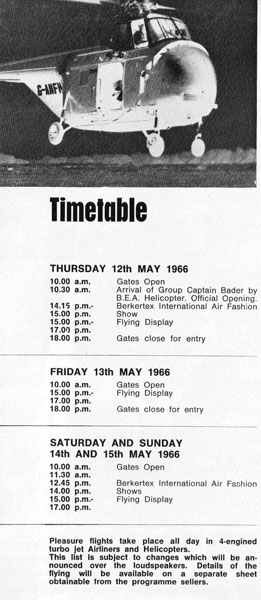 G-ANFH
Timetable
THURSDAY 12th MAY 1966
10.00 a.m. Gates Open
10.30 a.m. Arrival of Group Captain Bader by
B.E.A. Helicopter. Official Opening.
14.15 p.m.- Berkertex International Air Fashion
15.00 p.m. Show
15.00 p.m.- Flying Display
17.00 p.m.
18.00 p.m. Gates close for entry
FRIDAY 13th MAY 1966
10.00 a.m. Gates Open
15.00 p.m.- Flying Display
17.00 p.m.
18.00 p.m. Gates close for entry
SATURDAY AND SUNDAY
14th AND 15th MAY 1966
10.00 a.m. Gates Open
11.30 a.m.
12.45 p.m. Berkertex International Air Fashion
14.00 p.m. Shows
15.00 p.m.- Flying Display
17.00 p.m.
Pleasure flights take place all day in 4-engined
turbo jet Airliners and Helicopters.
This list is subject to changes which will be an-
nounced over the loudspeakers. Details of the
flying will be available on a separate sheet
obtainable from the programme sellers.